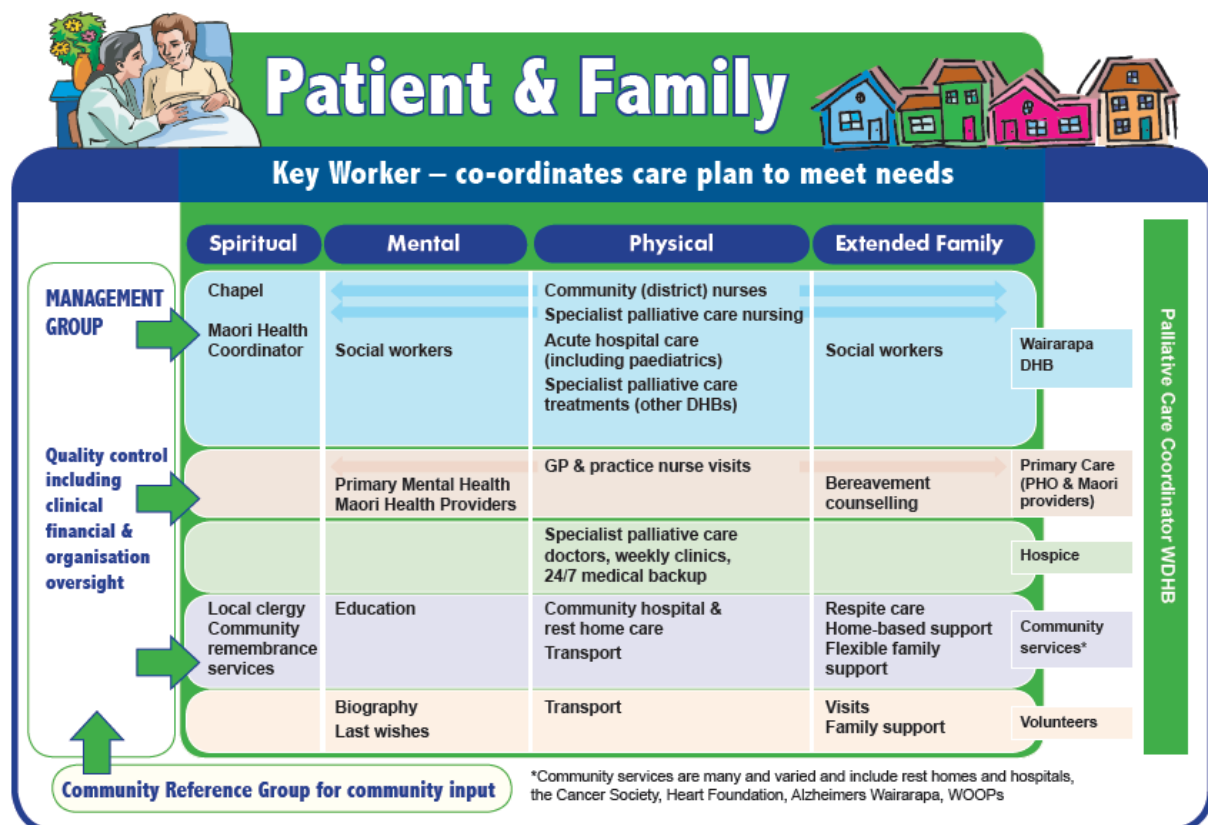 Patient & Family
Key Worker – co-ordinates care plan to meet needs
Spiritual
Mental
Physical
Extended Family
MANAGEMENT
GROUP
Quality control
including
clinical
financial &
organisation
oversight
Chapel
Maori Health
Coordinator
Social workers
Community (district) nurses
Specialist palliative care nursing
Acute hospital care
(including paediatrics)
Specialist palliative care
treatments (other DHBs)
Social workers
Wairarapa
DHB
Primary Mental Health
Maori Health Providers
GP & practice nurse visits
Bereavement
counselling
Primary Care
(PHO & Maori
providers)
Specialist palliative care
doctors, weekly clinics,
24/7 medical backup
Hospice
Local clergy
Community
remembrance
services
Education
Community hospital &
rest home care
Transport
Respite care
Home-based support
Flexible family
support
Community
services*
Biography
Last wishes
Transport
Visits
Family support
Volunteers
Palliative Care Coordinator WDHB
Community Reference Group for community input
*Community services are many and varied and include rest homes and hospitals,
the Cancer Society, Heart Foundation, Alzheimers Wairarapa, WOOPs